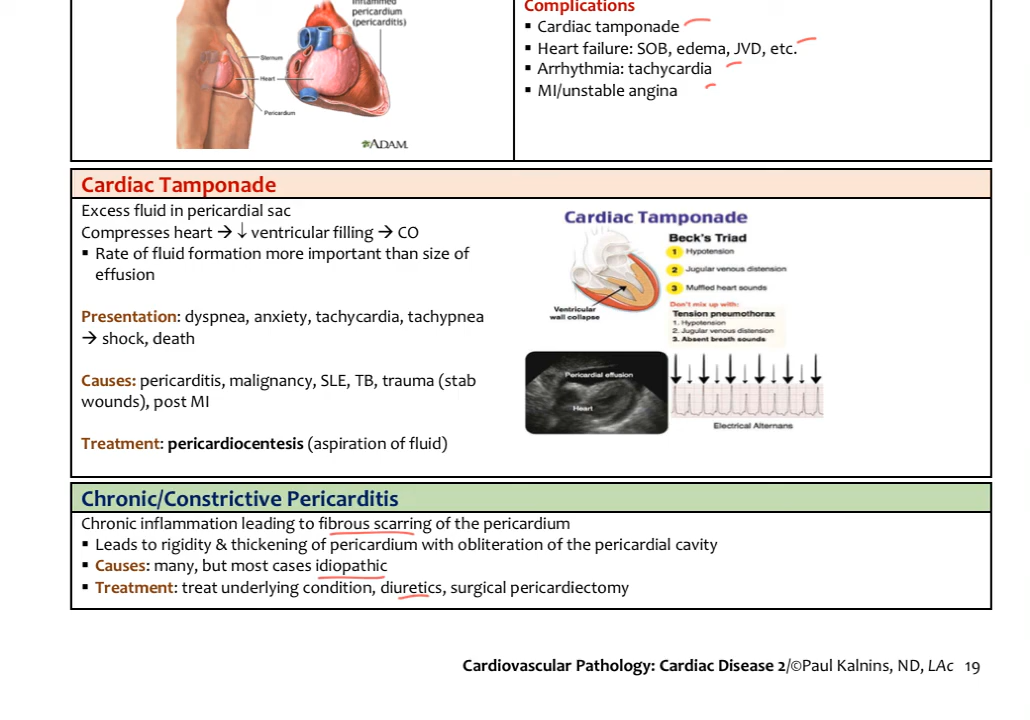 inflamed
pericardium
(pericarditis)
Sternum
Heart
Pericardium
ADAM.
Complications
▪ Cardiac tamponade
▪ Heart failure: SOB, edema, JVD, etc.
▪ Arrhythmia: tachycardia
▪ MI/unstable angina
Cardiac Tamponade
Excess fluid in pericardial sac
Compresses heart → ↓ ventricular filling → CO
▪ Rate of fluid formation more important than size of
effusion
Presentation: dyspnea, anxiety, tachycardia, tachypnea
→ shock, death
Causes: pericarditis, malignancy, SLE, TB, trauma (stab
wounds), post MI
Treatment: pericardiocentesis (aspiration of fluid)
Cardiac Tamponade
Beck's Triad
1 Hypotension
2 Jugular venous distension
3 Muffled heart sounds
Don't mix up with:
Tension pneumothorax
1. Hypotension
2. Jugular venous distension
3. Absent breath sounds
Ventricular
wall collapse
Pericardial effusion
Heart
Electrical Alternans
Chronic/Constrictive Pericarditis
Chronic inflammation leading to fibrous scarring of the pericardium
▪ Leads to rigidity & thickening of pericardium with obliteration of the pericardial cavity
▪ Causes: many, but most cases idiopathic
▪ Treatment: treat underlying condition, diuretics, surgical pericardiectomy
Cardiovascular Pathology: Cardiac Disease 2/©Paul Kalnins, ND, LAc 19